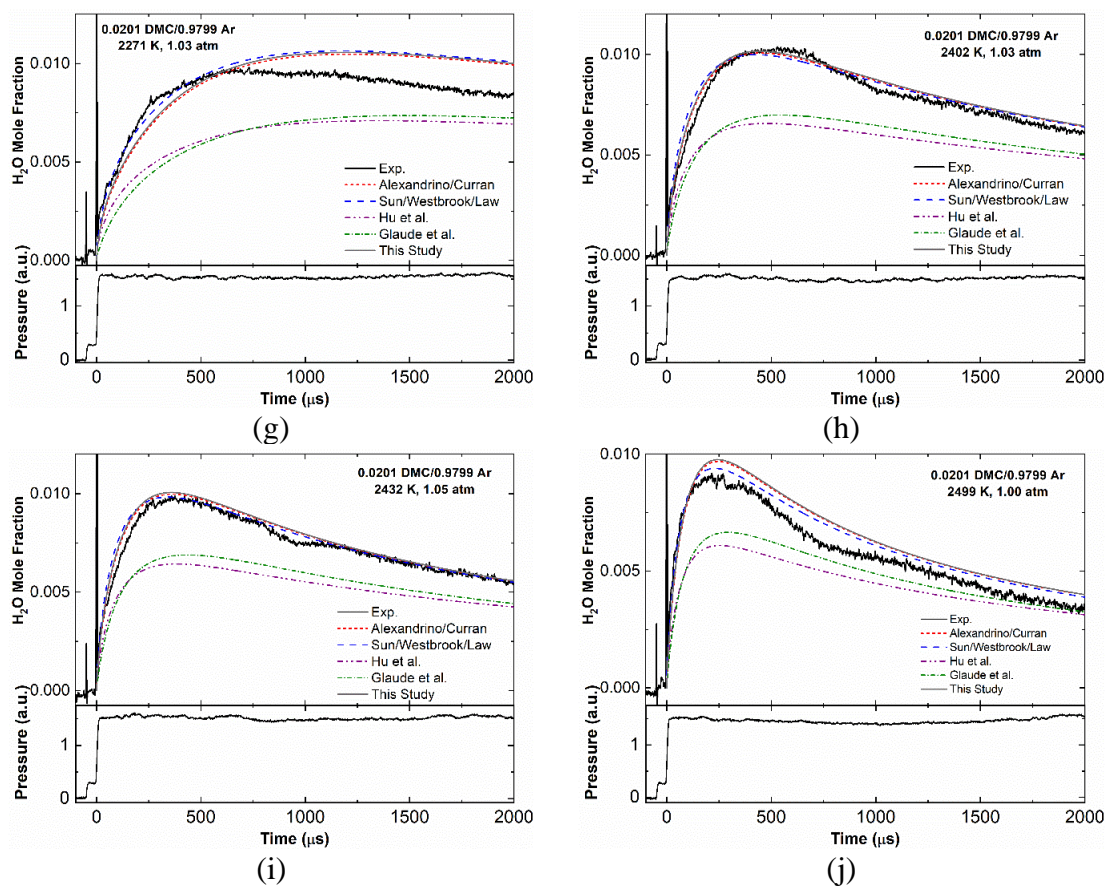 0.0201 DMC/0.9799 Ar
2271 K, 1.03 atm
H2O Mole Fraction
0.010
0.005
0.000
Exp.
Alexandrino/Curran
Sun/Westbrook/Law
Hu et al.
Glaude et al.
This Study
Pressure (a.u.)
1
0
0 500 1000 1500 2000
Time (μs)
(g)
0.0201 DMC/0.9799 Ar
2402 K, 1.03 atm
H2O Mole Fraction
0.010
0.005
0.000
Exp.
Alexandrino/Curran
Sun/Westbrook/Law
Hu et al.
Glaude et al.
This Study
Pressure (a.u.)
1
0
0 500 1000 1500 2000
Time (μs)
(h)
0.0201 DMC/0.9799 Ar
2432 K, 1.05 atm
H2O Mole Fraction
0.010
0.005
-0.000
Exp.
Alexandrino/Curran
Sun/Westbrook/Law
Hu et al.
Glaude et al.
This Study
Pressure (a.u.)
1
0
0 500 1000 1500 2000
Time (μs)
(i)
0.0201 DMC/0.9799 Ar
2499 K, 1.00 atm
H2O Mole Fraction
0.010
0.005
0.000
Exp.
Alexandrino/Curran
Sun/Westbrook/Law
Hu et al.
Glaude et al.
This Study
Pressure (a.u.)
1
0
0 500 1000 1500 2000
Time (μs)
(j)